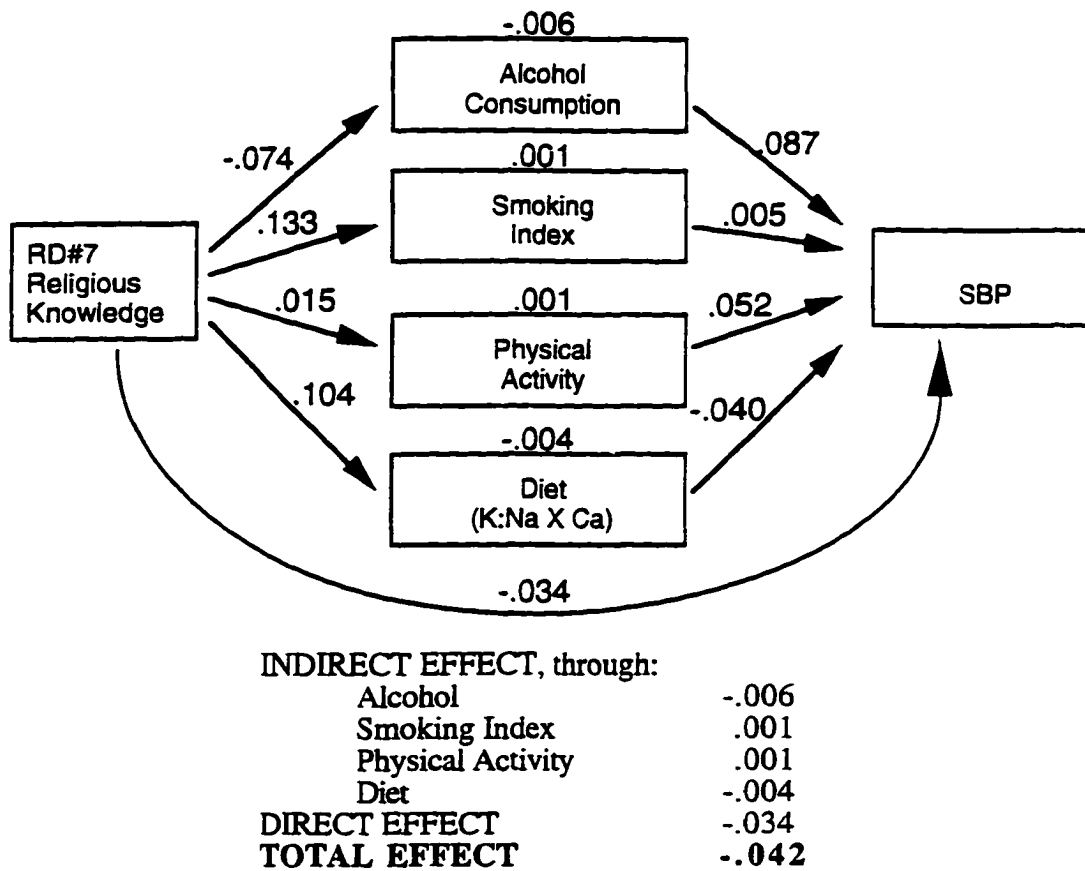 -.006
Alcohol
Consumption
-.074
.087
.001
Smoking
Index
.133
.005
RD#7
Religious
Knowledge
SBP
.015
.001
.052
Physical
Activity
.104
-.040
-.004
Diet
(K:Na X Ca)
-.034
INDIRECT EFFECT, through:
Alcohol -.006
Smoking Index .001
Physical Activity .001
Diet -.004
DIRECT EFFECT -.034
TOTAL EFFECT -.042